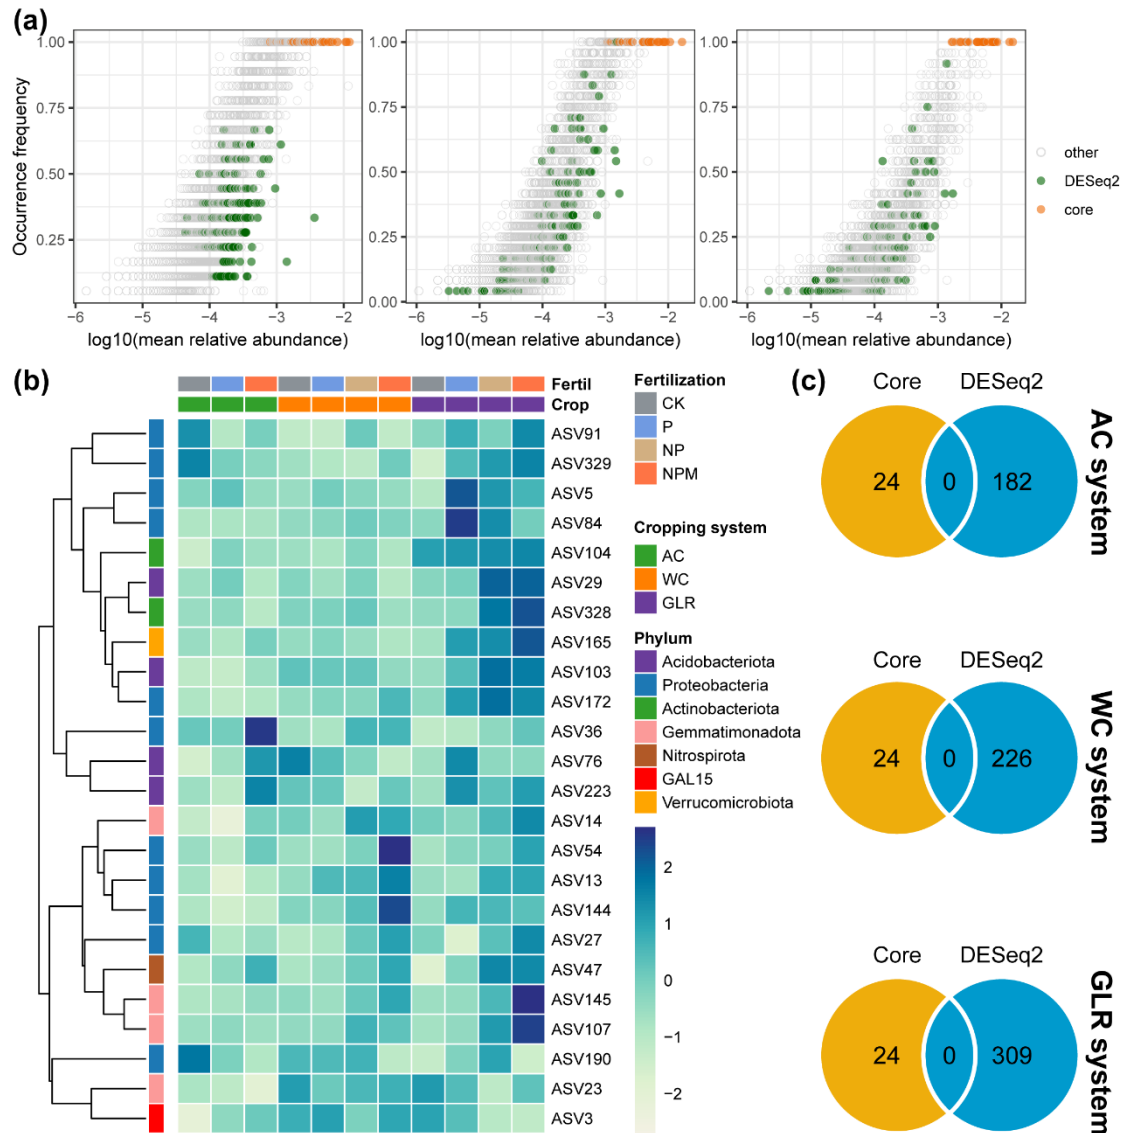 (a)
Occurrence frequency
1.00
0.75
0.50
0.25
−6
−5
−4
−3
−2
log10(mean relative abundance)
1.00
0.75
0.50
0.25
0.00
−6
−5
−4
−3
−2
log10(mean relative abundance)
1.00
0.75
0.50
0.25
0.00
−6
−5
−4
−3
−2
log10(mean relative abundance)
other
DESeq2
core
(b)
Fertil
Crop
ASV91
ASV329
ASV5
ASV84
ASV104
ASV29
ASV328
ASV165
ASV103
ASV172
ASV36
ASV76
ASV223
ASV14
ASV54
ASV13
ASV144
ASV27
ASV47
ASV145
ASV107
ASV190
ASV23
ASV3
Fertilization
CK
P
NP
NPM
Cropping system
AC
WC
GLR
Phylum
Acidobacteriota
Proteobacteria
Actinobacteriota
Gemmatimonadota
Nitrospirota
GAL15
Verrucomicrobiota
2
1
0
−1
−2
(c)
Core DESeq2
24 0 182
AC system
Core DESeq2
24 0 226
WC system
Core DESeq2
24 0 309
GLR system